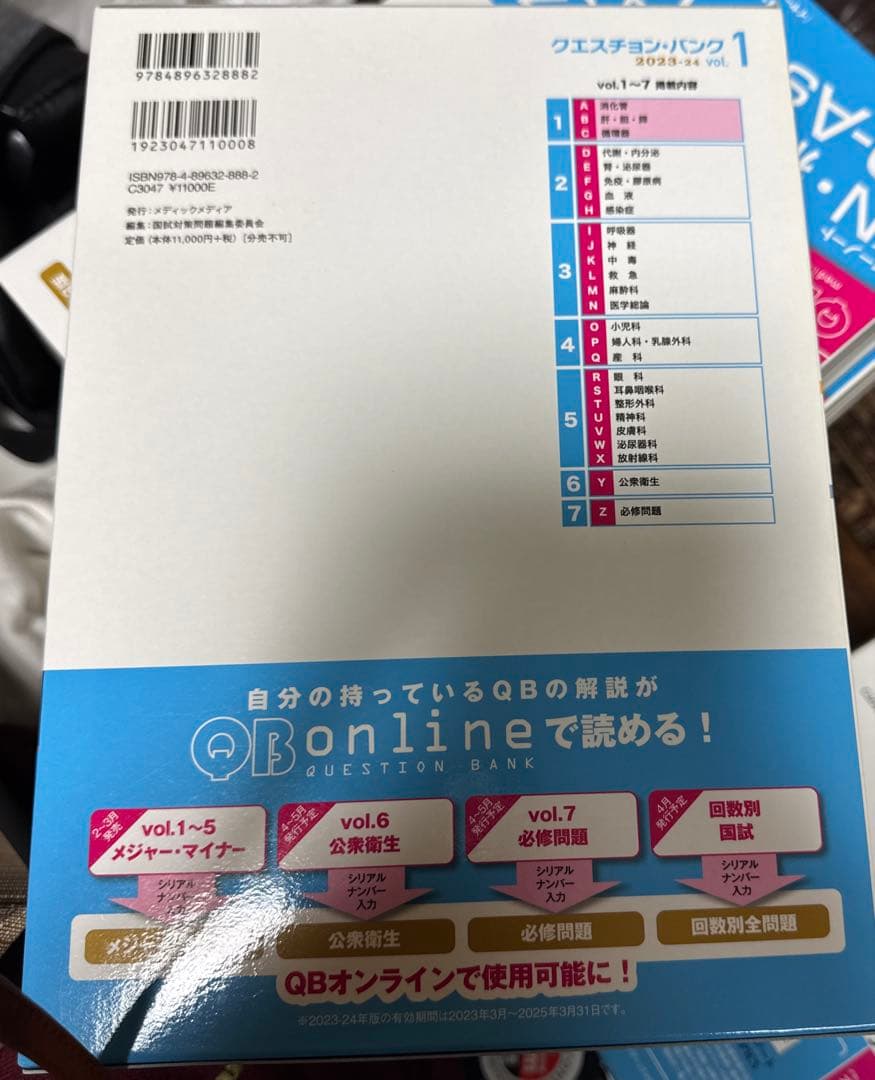 9784896328882
1923047110008
ISBN978-4-89632-888-2
C3047 ¥11000E
発行：メディックメディア
編集：国試対策問題編集委員会
定価（本体11,000円+税）［分売不可］
クエスチョン・バンク
2023-24 vol. 1
vol.1〜7 掲載内容
1
A 消化管
B 肝・胆・膵
C 循環器
2
D 代謝・内分泌
E 腎・泌尿器
F 免疫・膠原病
G 血 液
H 感染症
3
I 呼吸器
J 神 経
K 中 毒
L 救 急
M 麻酔科
N 医学総論
4
O 小児科
P 婦人科・乳腺外科
Q 産 科
5
R 眼 科
S 耳鼻咽喉科
T 整形外科
U 精神科
V 皮膚科
W 泌尿器科
X 放射線科
6 Y 公衆衛生
7 Z 必修問題
自分の持っているQBの解説が
QB onlineで読める！
QUESTION BANK
2〜3月
発売
vol.1〜5
メジャー・マイナー
シリアル
ナンバー
入力
4〜5月
発行予定
vol.6
公衆衛生
シリアル
ナンバー
入力
公衆衛生
4〜5月
発行予定
vol.7
必修問題
シリアル
ナンバー
入力
必修問題
4月
発行予定
回数別
国試
シリアル
ナンバー
入力
回数別全問題
QBオンラインで使用可能に！
※2023-24年版の有効期間は2023年3月〜2025年3月31日です。